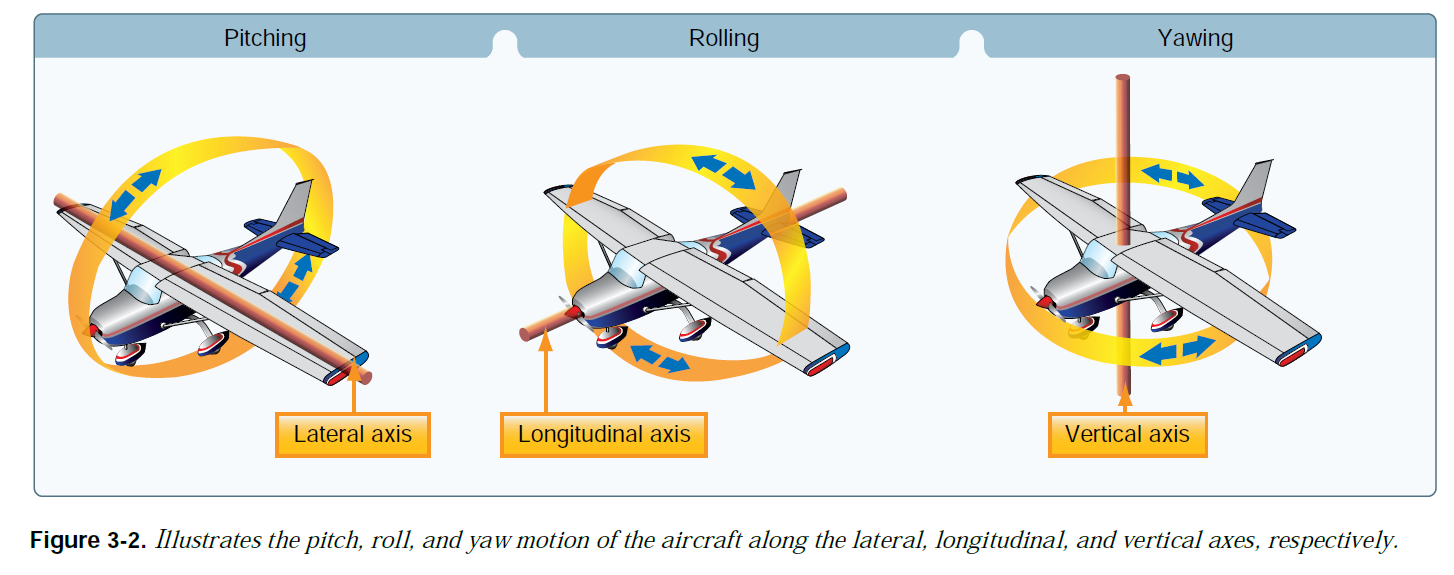 Pitching
Rolling
Yawing
Lateral axis
Longitudinal axis
Vertical axis
Figure 3-2. Illustrates the pitch, roll, and yaw motion of the aircraft along the lateral, longitudinal, and vertical axes, respectively.